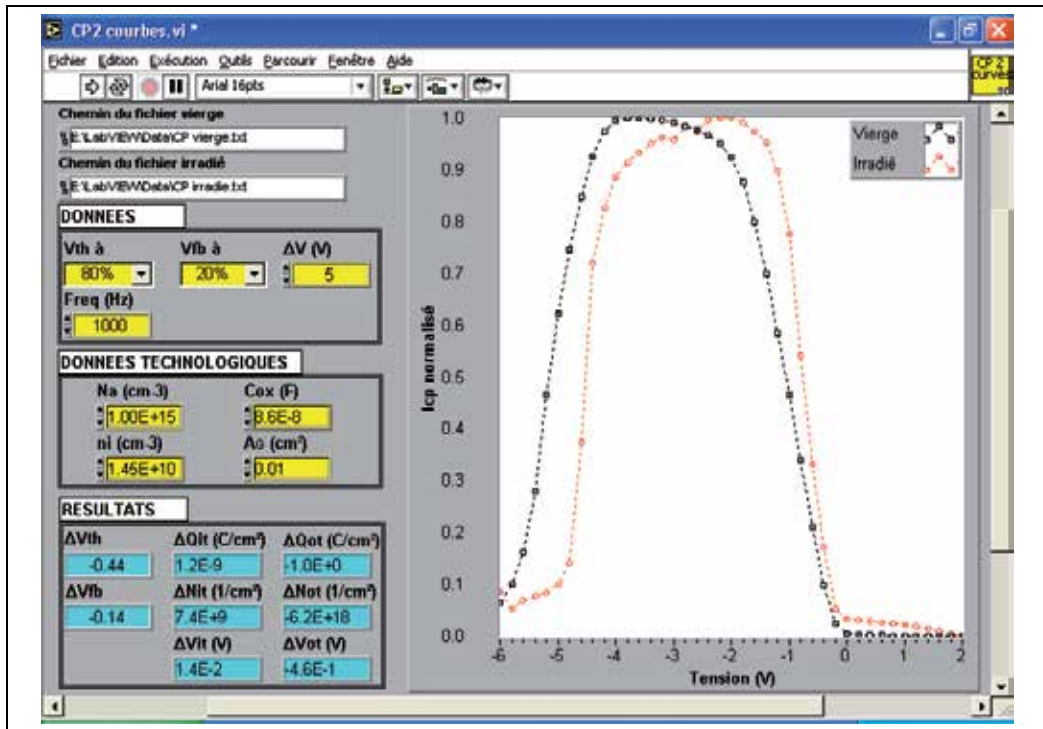 CP2 courbes.vi *
Fichier Edition Exécution Outils Parcourir Fenêtre Aide
Arial 16pts
CP 2
curves
Chemin du fichier vierge
E:\LabVIEW\Data\CP vierge.txt
Chemin du fichier irradié
E:\LabVIEW\Data\CP irradie.txt
DONNEES
Vth à Vfb à ΔV (V)
80% 20% 5
Freq (Hz)
1000
DONNEES TECHNOLOGIQUES
Na (cm-3) Cox (F)
1.00E+15 8.6E-8
ni (cm-3) AG (cm²)
1.45E+10 0.01
RESULTATS
ΔVth ΔQit (C/cm²) ΔQot (C/cm²)
-0.44 1.2E-9 -1.0E+0
ΔVfb ΔNit (1/cm²) ΔNot (1/cm²)
-0.14 7.4E+9 -6.2E+18
ΔVit (V) ΔVot (V)
1.4E-2 -4.6E-1
Vierge
Irradié
Icp normalisé
1.0
0.9
0.8
0.7
0.6
0.5
0.4
0.3
0.2
0.1
0.0
-6 -5 -4 -3 -2 -1 0 1 2
Tension (V)